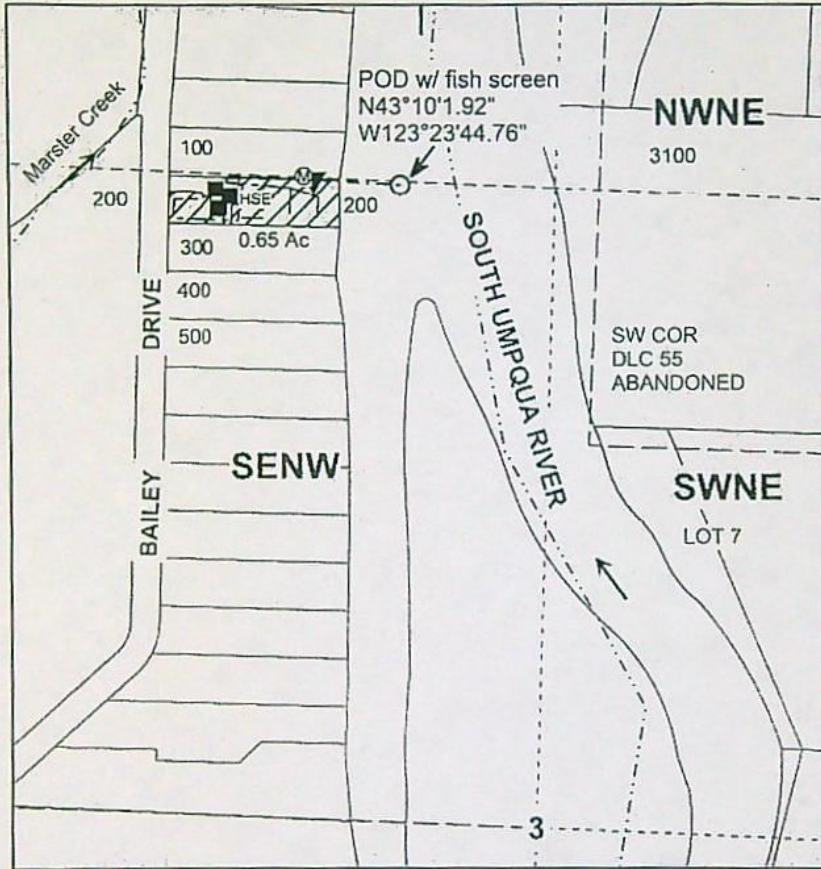 Marsler Creek
POD w/ fish screen
N43°10'1.92"
W123°23'44.76"
NWNE
3100
100
M
200
HSE
200
300
0.65 Ac
400
500
BAILEY DRIVE
SOUTH UMPQUA RIVER
SW COR
DLC 55
ABANDONED
SENW
SWNE
LOT 7
3